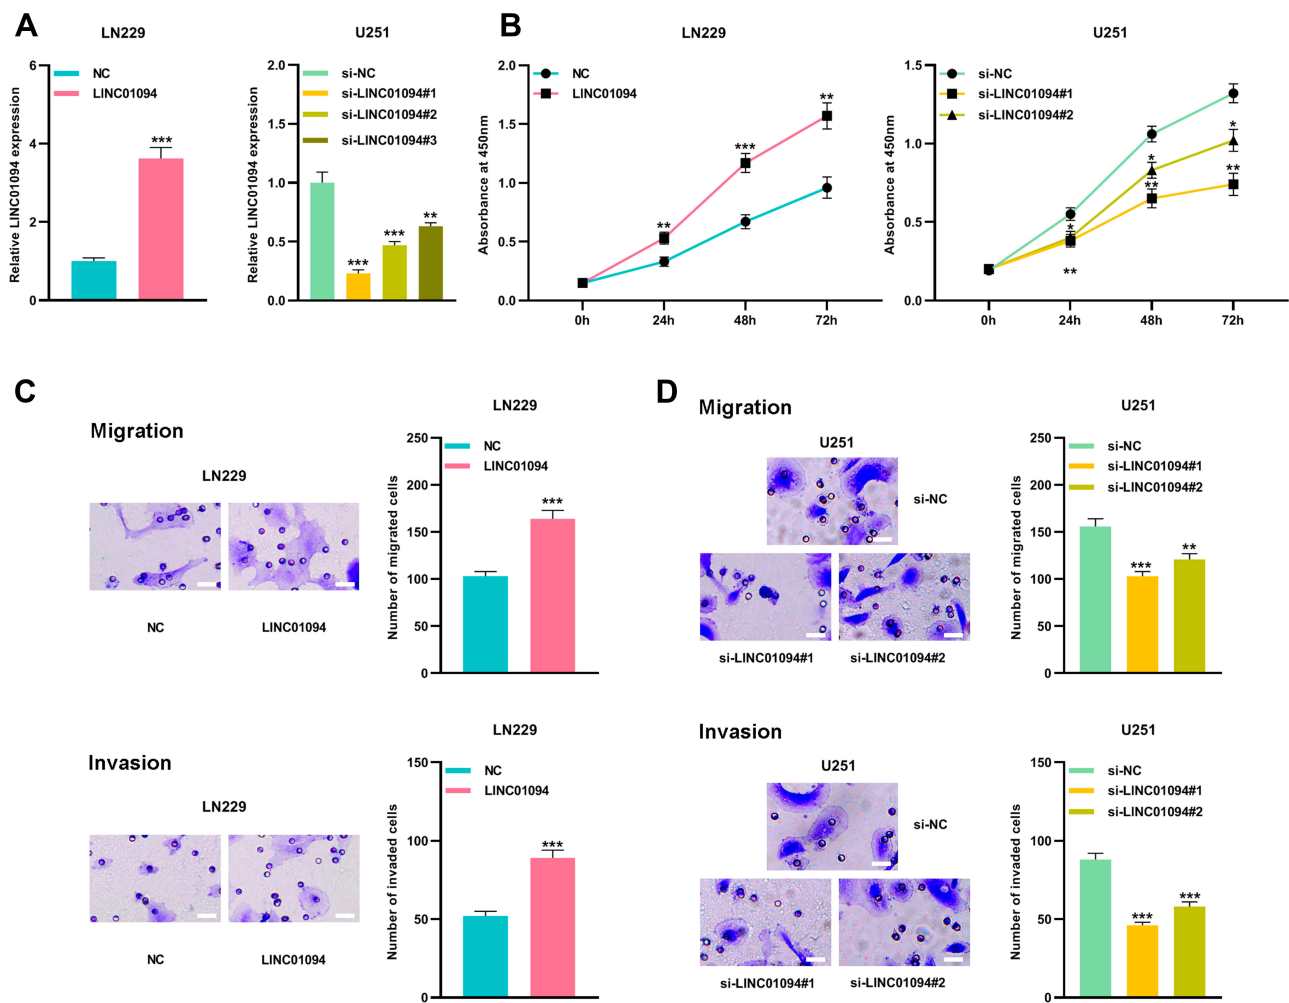 A
LN229
Relative LINC01094 expression
6
4
2
0
NC
LINC01094
***
U251
Relative LINC01094 expression
2.0
1.5
1.0
0.5
0.0
si-NC
si-LINC01094#1
si-LINC01094#2
si-LINC01094#3
***
***
**
B
LN229
Absorbance at 450nm
2.0
1.5
1.0
0.5
0.0
NC
LINC01094
**
***
**
0h
24h
48h
72h
U251
Absorbance at 450nm
1.5
1.0
0.5
0.0
si-NC
si-LINC01094#1
si-LINC01094#2
*
**
*
**
*
**
0h
24h
48h
72h
C
Migration
LN229
NC
LINC01094
LN229
Number of migrated cells
250
200
150
100
50
0
NC
LINC01094
***
Invasion
LN229
NC
LINC01094
LN229
Number of invaded cells
150
100
50
0
NC
LINC01094
***
D
Migration
U251
si-NC
si-LINC01094#1
si-LINC01094#2
U251
Number of migrated cells
250
200
150
100
50
0
si-NC
si-LINC01094#1
si-LINC01094#2
***
**
Invasion
U251
si-NC
si-LINC01094#1
si-LINC01094#2
U251
Number of invaded cells
150
100
50
0
si-NC
si-LINC01094#1
si-LINC01094#2
***
***